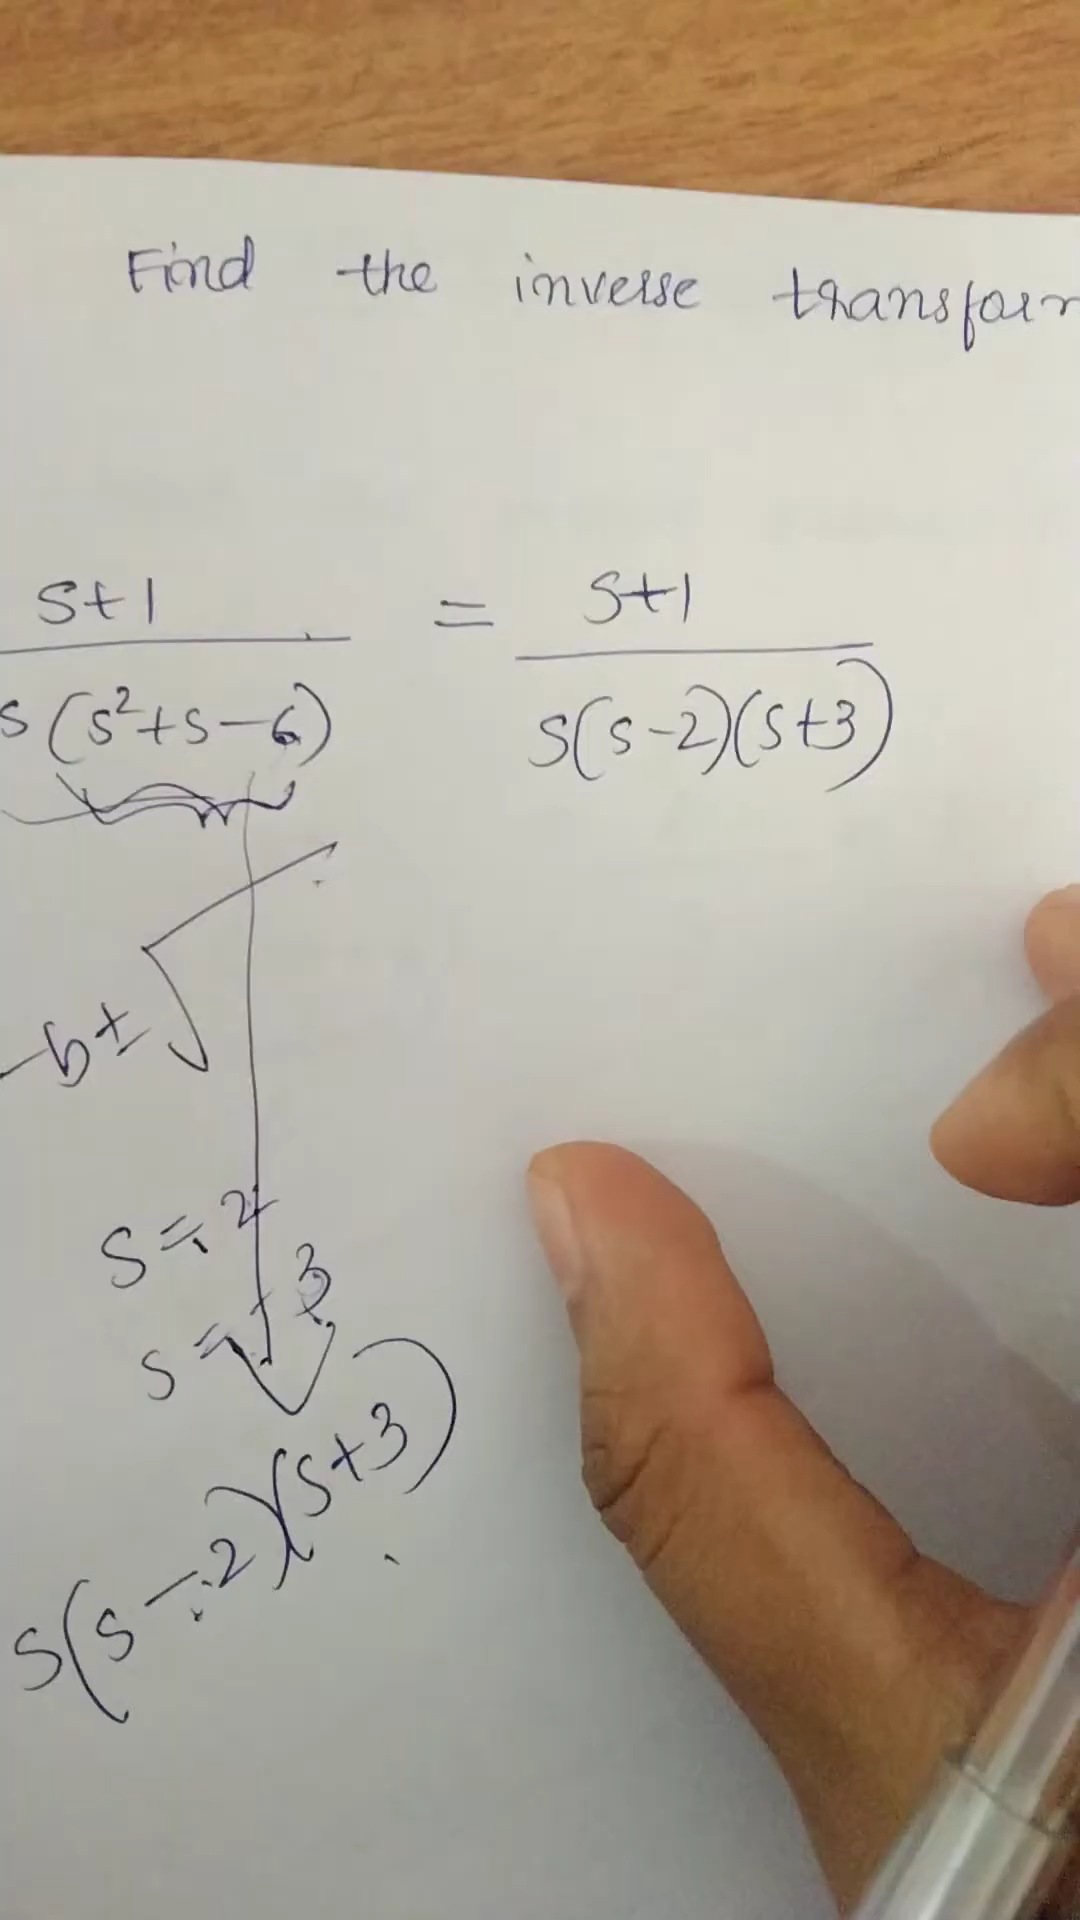 Find the inverse transfor
s+1 = s+1
s(s²+s-6) s(s-2)(s+3)
-b±√
s=2
s=-3
s(s-2)(s+3)